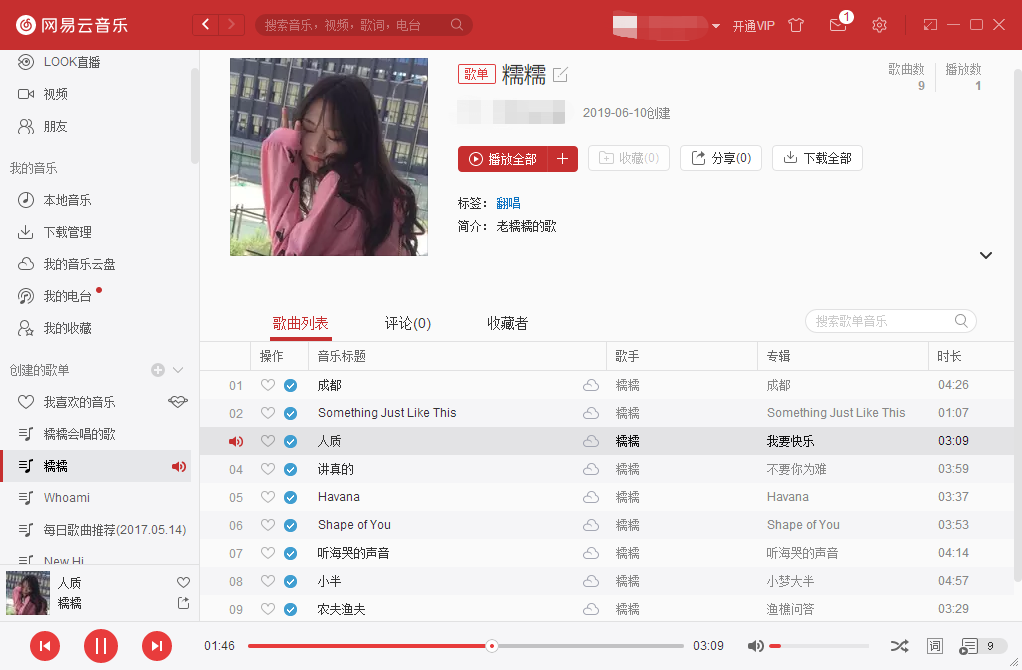 网易云音乐
搜索音乐，视频，歌词，电台
开通VIP
1
LOOK直播
视频
朋友
我的音乐
本地音乐
下载管理
我的音乐云盘
我的电台
我的收藏
创建的歌单
我喜欢的音乐
糯糯会唱的歌
糯糯
Whoami
每日歌曲推荐(2017.05.14)
New Hi
人质
糯糯
歌单 糯糯
歌曲数 播放数
9 1
2019-06-10创建
播放全部 收藏(0) 分享(0) 下载全部
标签： 翻唱
简介： 老糯糯的歌
歌曲列表 评论(0) 收藏者
搜索歌单音乐
操作 音乐标题 歌手 专辑 时长
01 成都 糯糯 成都 04:26
02 Something Just Like This 糯糯 Something Just Like This 01:07
人质 糯糯 我要快乐 03:09
04 讲真的 糯糯 不要你为难 03:59
05 Havana 糯糯 Havana 03:37
06 Shape of You 糯糯 Shape of You 03:53
07 听海哭的声音 糯糯 听海哭的声音 04:14
08 小半 糯糯 小梦大半 04:57
09 农夫渔夫 糯糯 渔樵问答 03:29
01:46 03:09 词 9